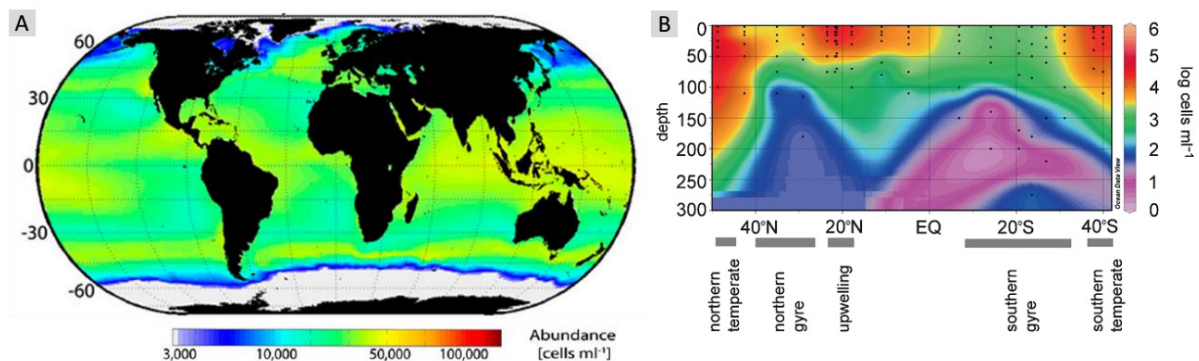 A
60
30
0
-30
-60
3,000 10,000 50,000 100,000
Abundance
[cells ml⁻¹]
B
0
50
100
150
200
250
300
depth
40°N 20°N EQ 20°S 40°S
northern
temperate
northern
gyre
upwelling
southern
gyre
southern
temperate
Ocean Data View
6
5
4
3
2
1
0
log cells ml⁻¹